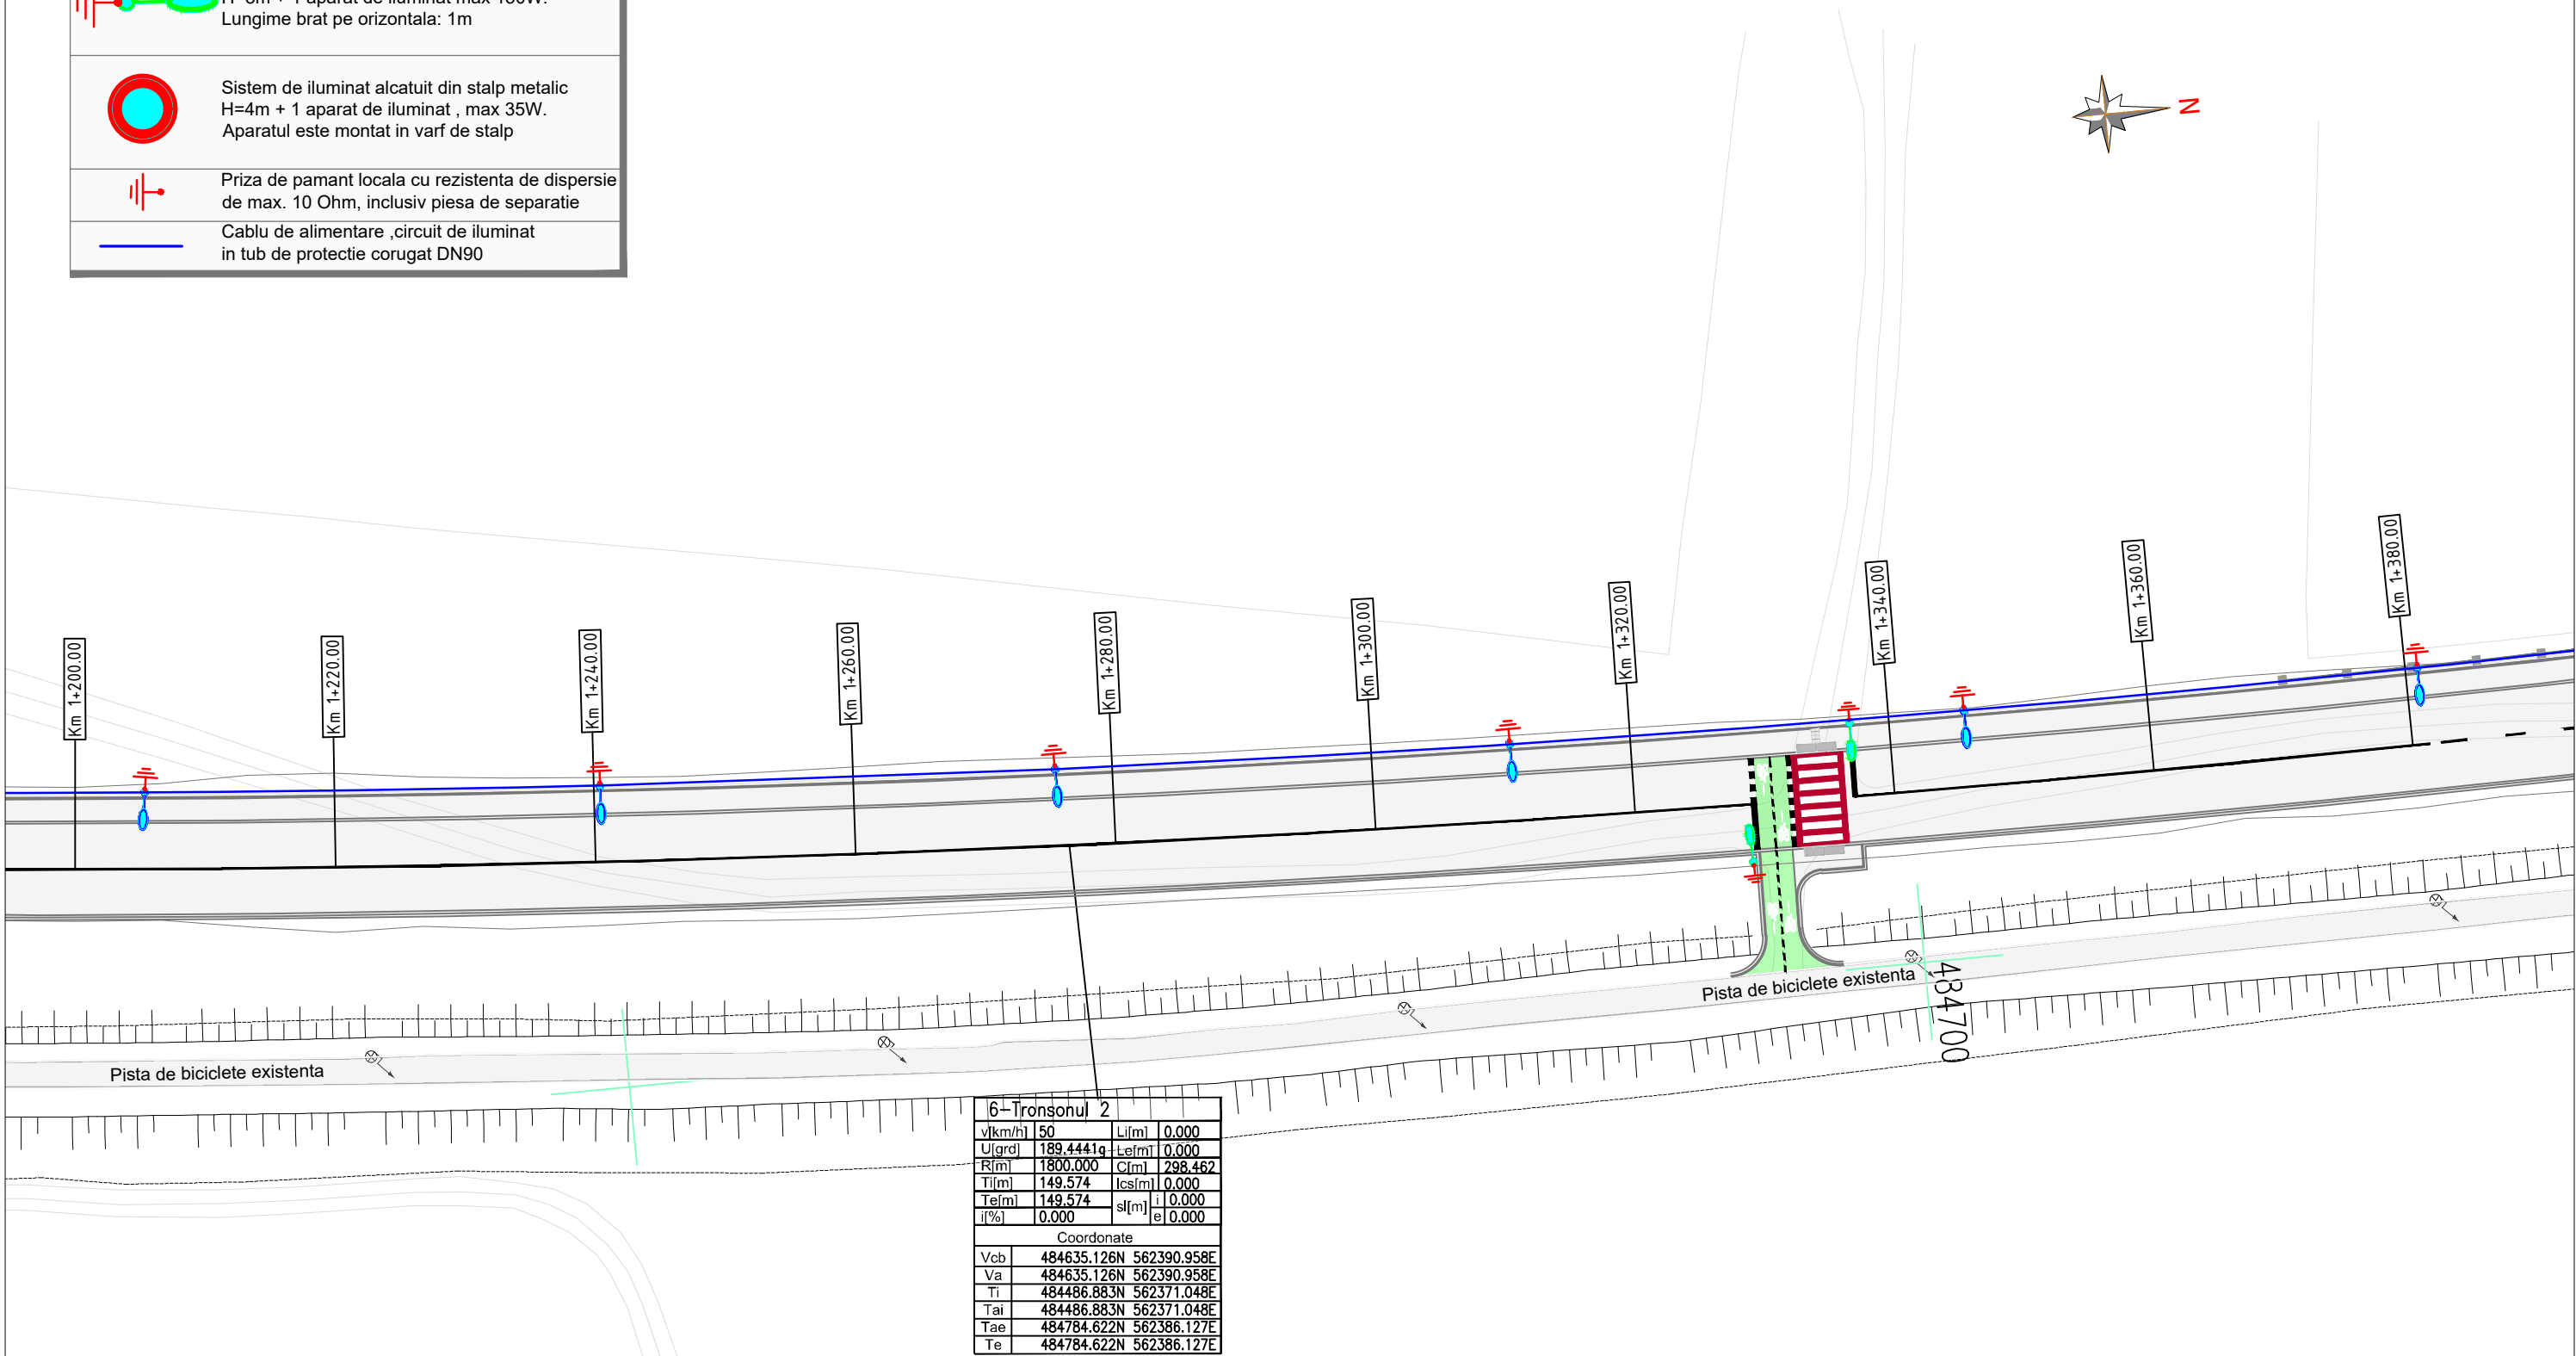 Lungime brat pe orizontala: 1m
Sistem de iluminat alcatuit din stalp metalic
H=4m + 1 aparat de iluminat , max 35W.
Aparatul este montat in varf de stalp
Priza de pamant locala cu rezistenta de dispersie
de max. 10 Ohm, inclusiv piesa de separatie
Cablu de alimentare ,circuit de iluminat
in tub de protectie corugat DN90
N
Km 1+200.00
Km 1+220.00
Km 1+240.00
Km 1+260.00
Km 1+280.00
Km 1+300.00
Km 1+320.00
Km 1+340.00
Km 1+360.00
Km 1+380.00
Pista de biciclete existenta
Pista de biciclete existenta
484700
6-Tronsonul 2
v[km/h] 50 Li[m] 0.000
U[grd] 189.4441g Le[m] 0.000
R[m] 1800.000 C[m] 298.462
Ti[m] 149.574 Ics[m] 0.000
Te[m] 149.574 sl[m] i 0.000
i[%] 0.000 e 0.000
Coordonate
Vcb 484635.126N 562390.958E
Va 484635.126N 562390.958E
Ti 484486.883N 562371.048E
Tai 484486.883N 562371.048E
Tae 484784.622N 562386.127E
Te 484784.622N 562386.127E